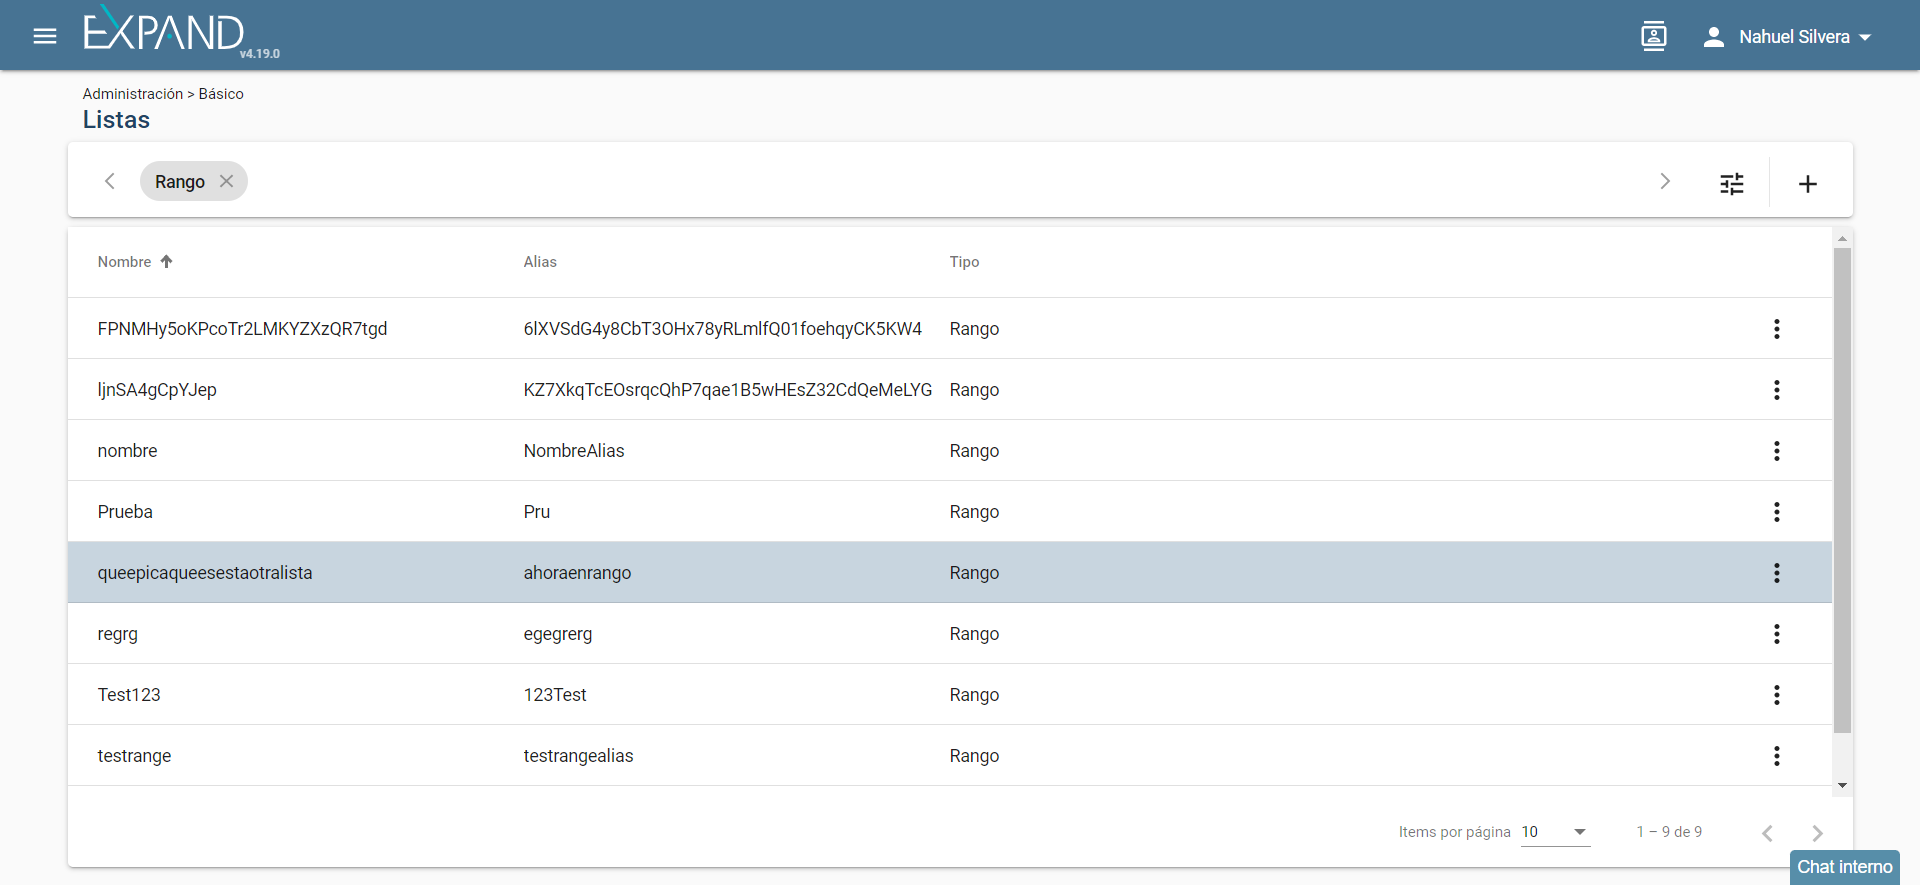 EXPAND
v4.19.0
Nahuel Silvera
Administración > Básico
Listas
Rango
Nombre Alias Tipo
FPNMHy5oKPcoTr2LMKYZXzQR7tgd 6lXVSdG4y8CbT3OHx78yRLmlfQ01foehqyCK5KW4 Rango
ljnSA4gCpYJep KZ7XkqTcEOsrqcQhP7qae1B5wHEsZ32CdQeMeLYG Rango
nombre NombreAlias Rango
Prueba Pru Rango
queepicaqueesestaotralista ahoraenrango Rango
regrg egegrerg Rango
Test123 123Test Rango
testrange testrangealias Rango
Items por página 10 1 – 9 de 9
Chat interno